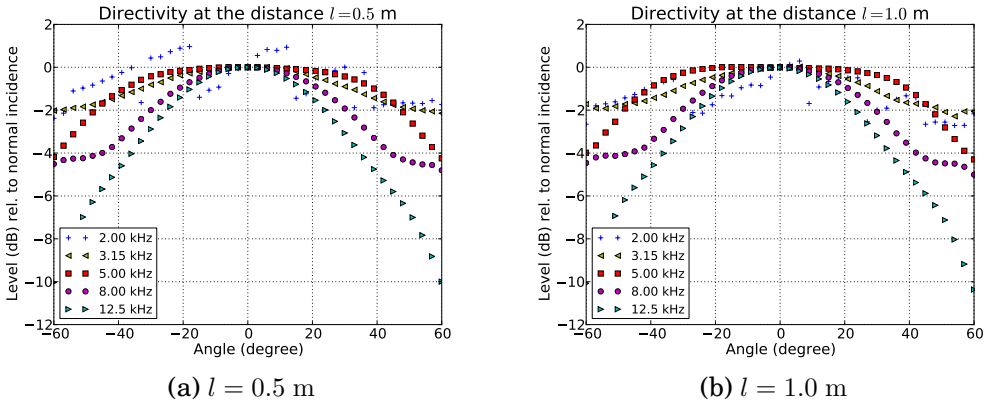 Directivity at the distance l=0.5 m
Level (dB) rel. to normal incidence
2
0
−2
−4
−6
−8
−10
−12
2.00 kHz
3.15 kHz
5.00 kHz
8.00 kHz
12.5 kHz
−60 −40 −20 0 20 40 60
Angle (degree)
(a) l = 0.5 m
Directivity at the distance l=1.0 m
Level (dB) rel. to normal incidence
2
0
−2
−4
−6
−8
−10
−12
2.00 kHz
3.15 kHz
5.00 kHz
8.00 kHz
12.5 kHz
−60 −40 −20 0 20 40 60
Angle (degree)
(b) l = 1.0 m